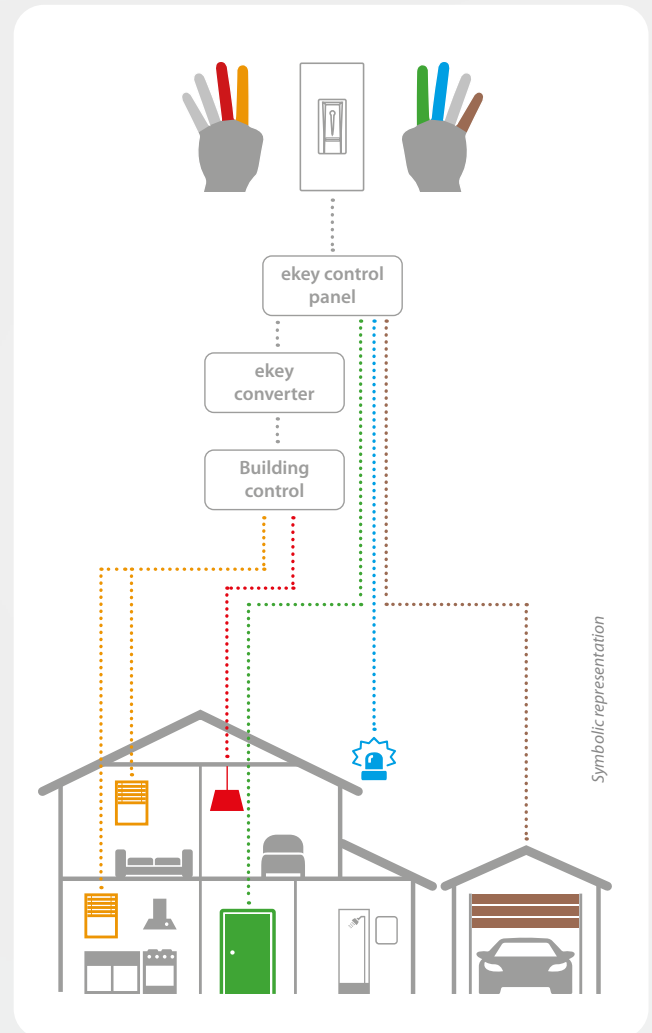 ekey control
panel
ekey
converter
Building
control
Symbolic representation